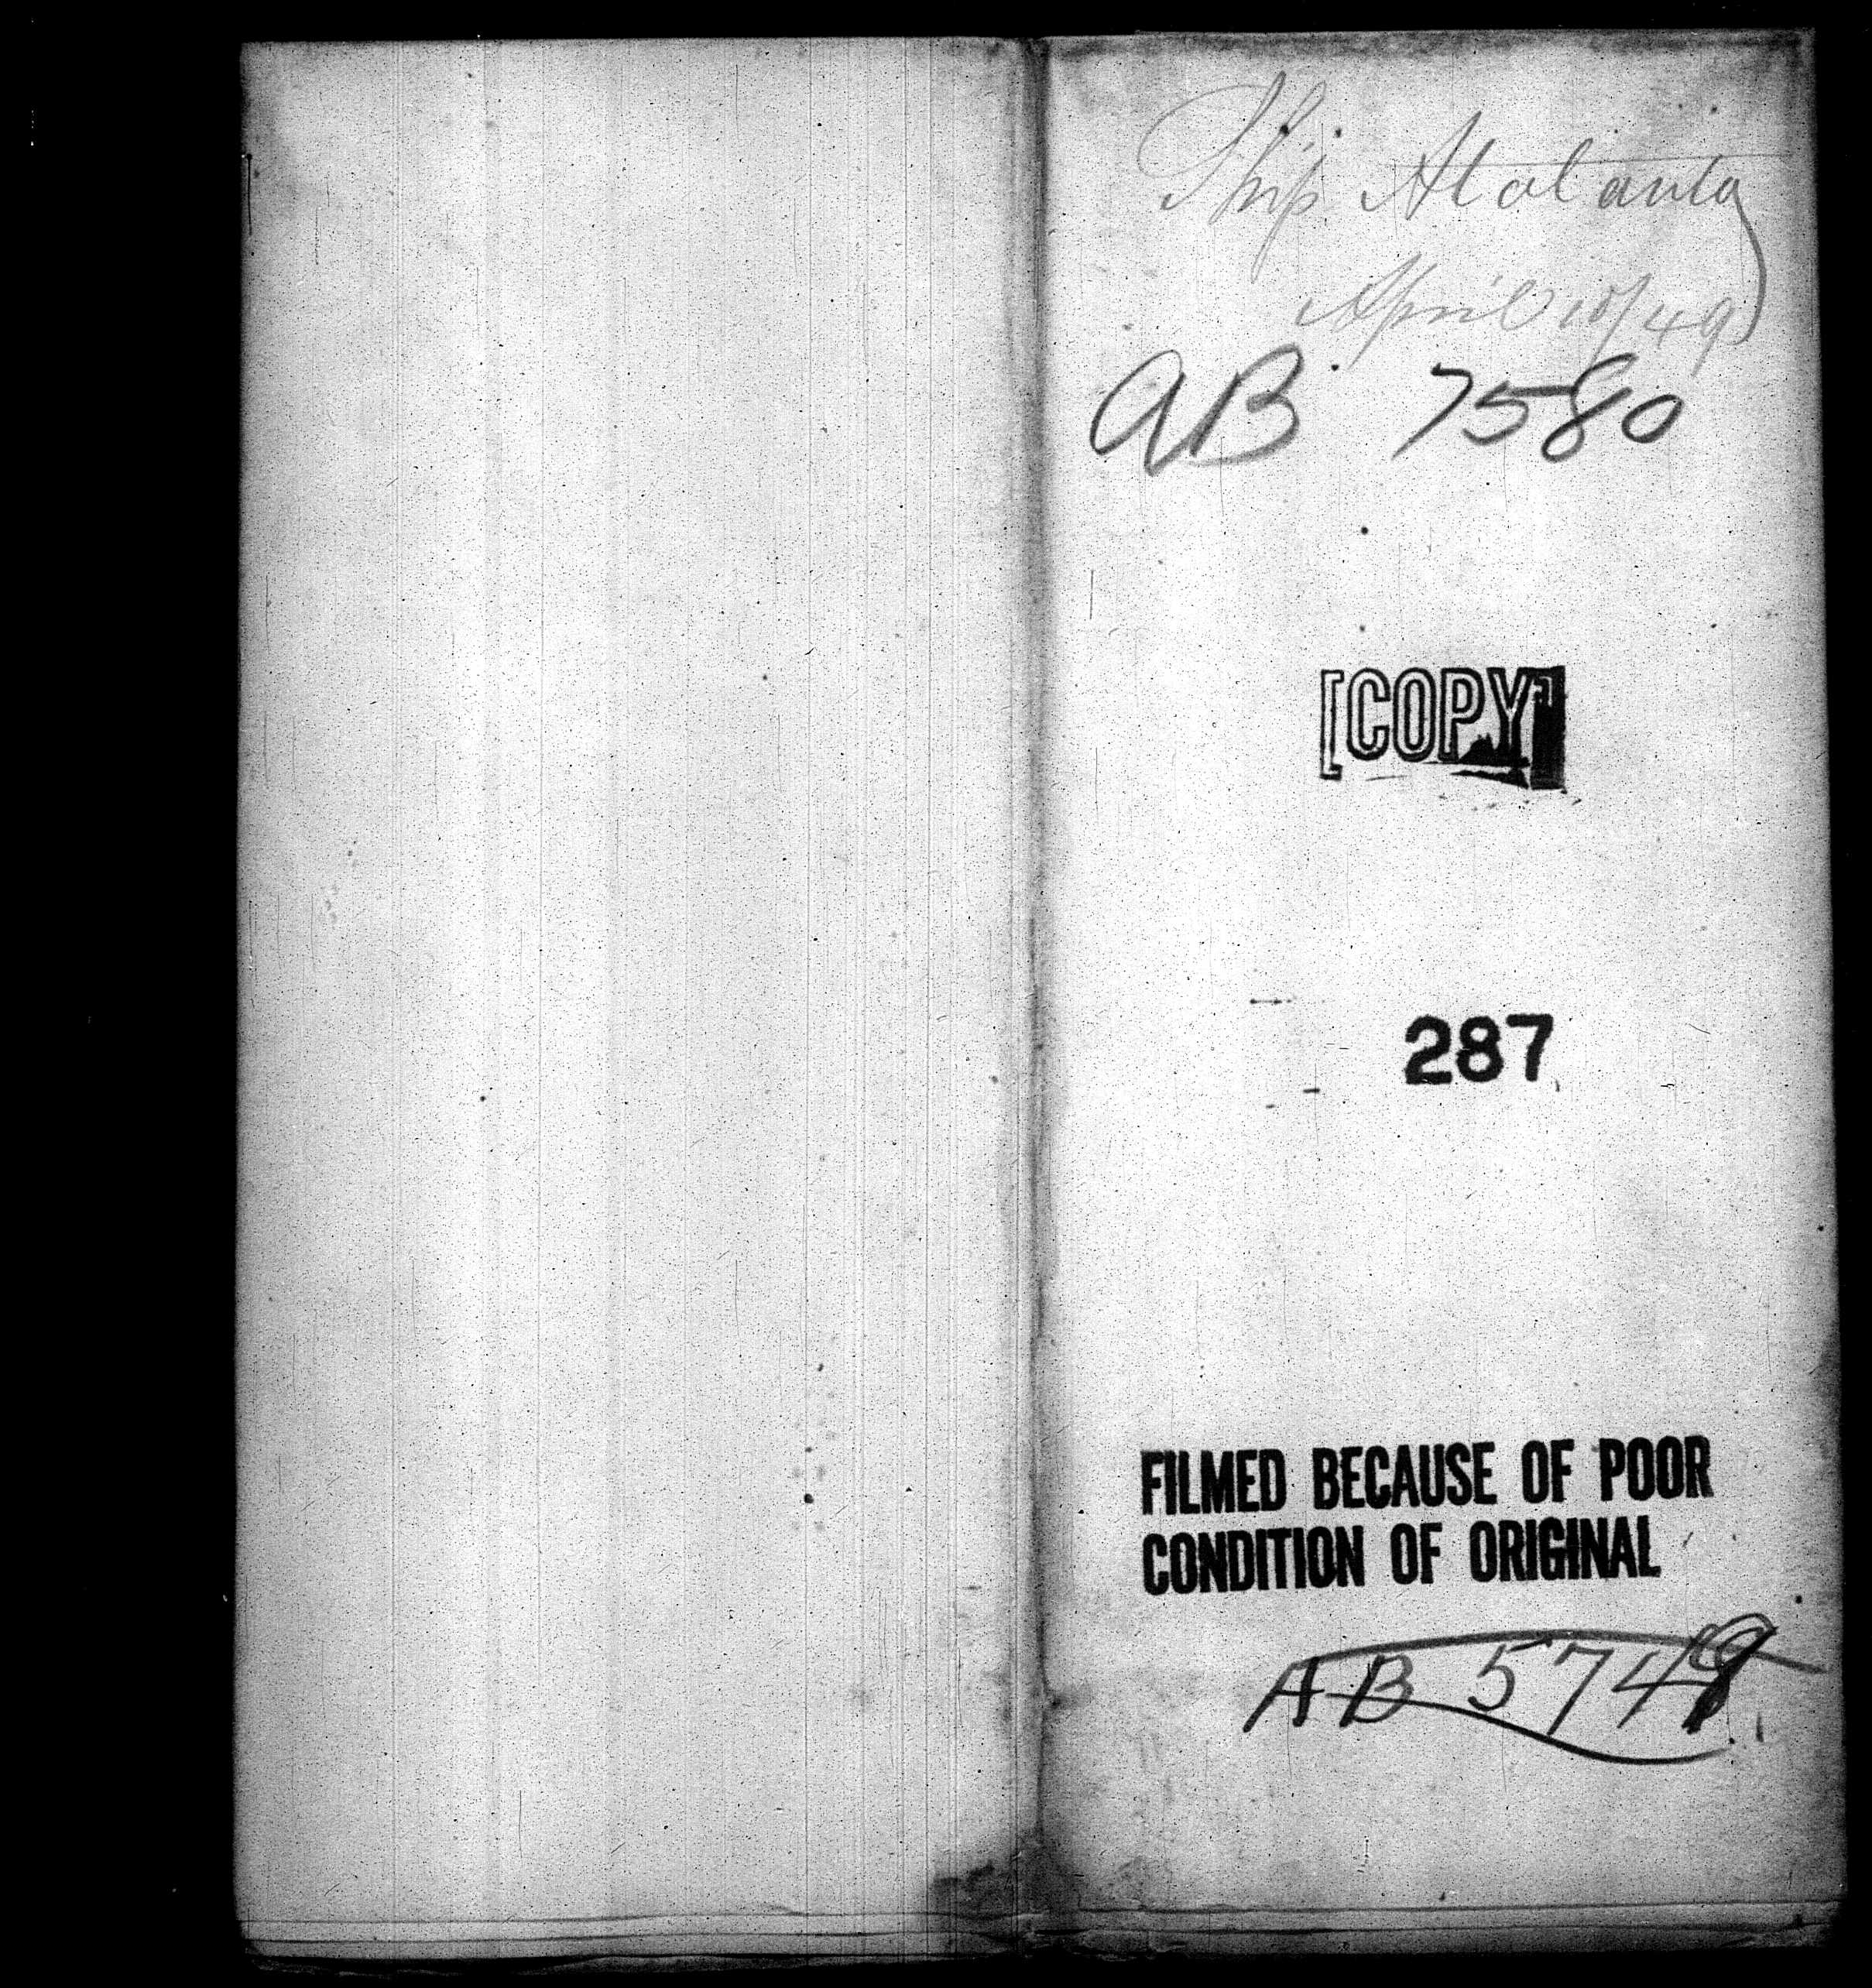 Ship Atalanta
April 10/49
AB 7580
[COPY]
287
FILMED BECAUSE OF POOR
CONDITION OF ORIGINAL
AB 5749